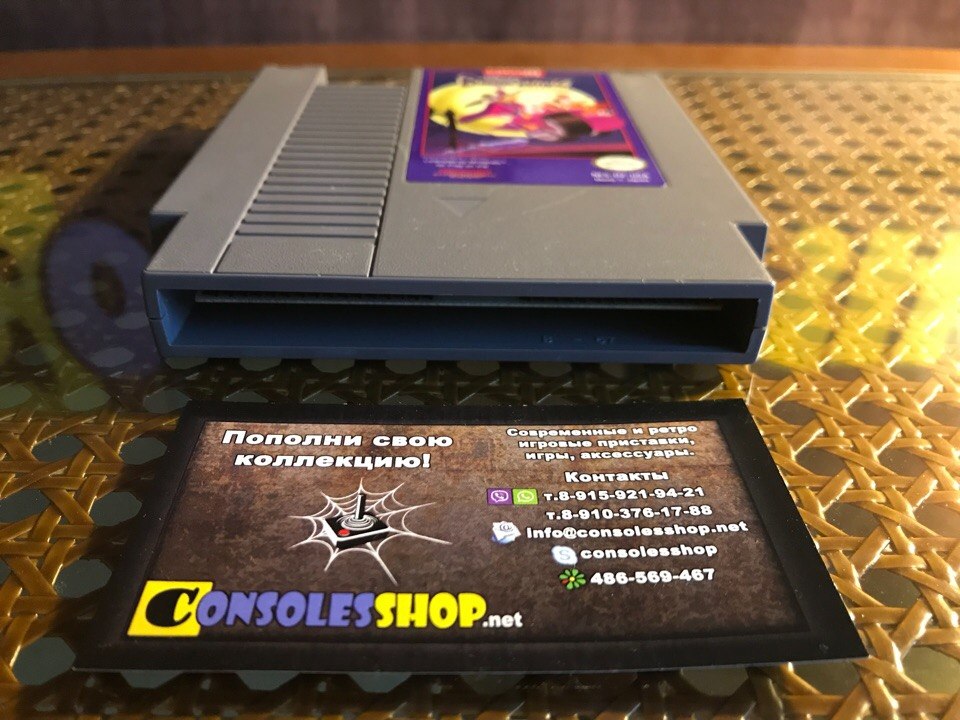 Пополни свою
коллекцию!
CONSOLESSHOP.net
Современные и ретро
игровые приставки,
игры, аксессуары.
Контакты
т.8-915-921-94-21
т.8-910-376-17-88
info@consolesshop.net
consolesshop
486-569-467